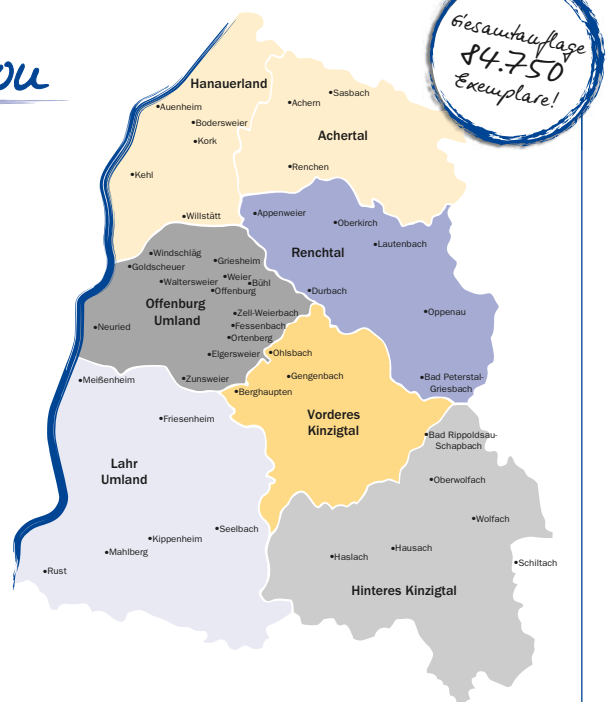 Gesamtauflage
84.750
Exemplare!
Hanauerland
•Auenheim
•Bodersweier
•Kork
•Kehl
•Willstätt
•Sasbach
•Achern
Achertal
•Renchen
•Appenweier
•Oberkirch
•Lautenbach
Renchtal
•Durbach
•Oppenau
•Bad Peterstal-
Griesbach
•Windschläg
•Griesheim
•Goldscheuer
•Weier
•Bühl
•Waltersweier
•Offenburg
Offenburg
Umland
•Zell-Weierbach
•Fessenbach
•Neuried
•Ortenberg
•Elgersweier
•Zunsweier
•Ohlsbach
•Gengenbach
•Berghaupten
Vorderes
Kinzigtal
•Meißenheim
•Friesenheim
Lahr
Umland
•Seelbach
•Kippenheim
•Mahlberg
•Rust
•Bad Rippoldsau-
Schapbach
•Oberwolfach
•Wolfach
•Hausach
•Haslach
•Schiltach
Hinteres Kinzigtal